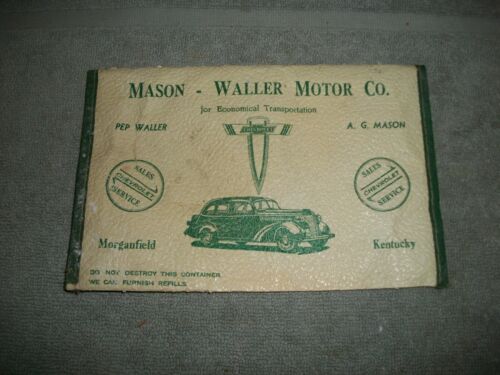 MASON - WALLER MOTOR CO.
for Economical Transportation
PEP WALLER
A. G. MASON
CHEVROLET
SALES
CHEVROLET
SERVICE
SALES
CHEVROLET
SERVICE
Morganfield
Kentucky
DO NOT DESTROY THIS CONTAINER
WE CAN FURNISH REFILLS